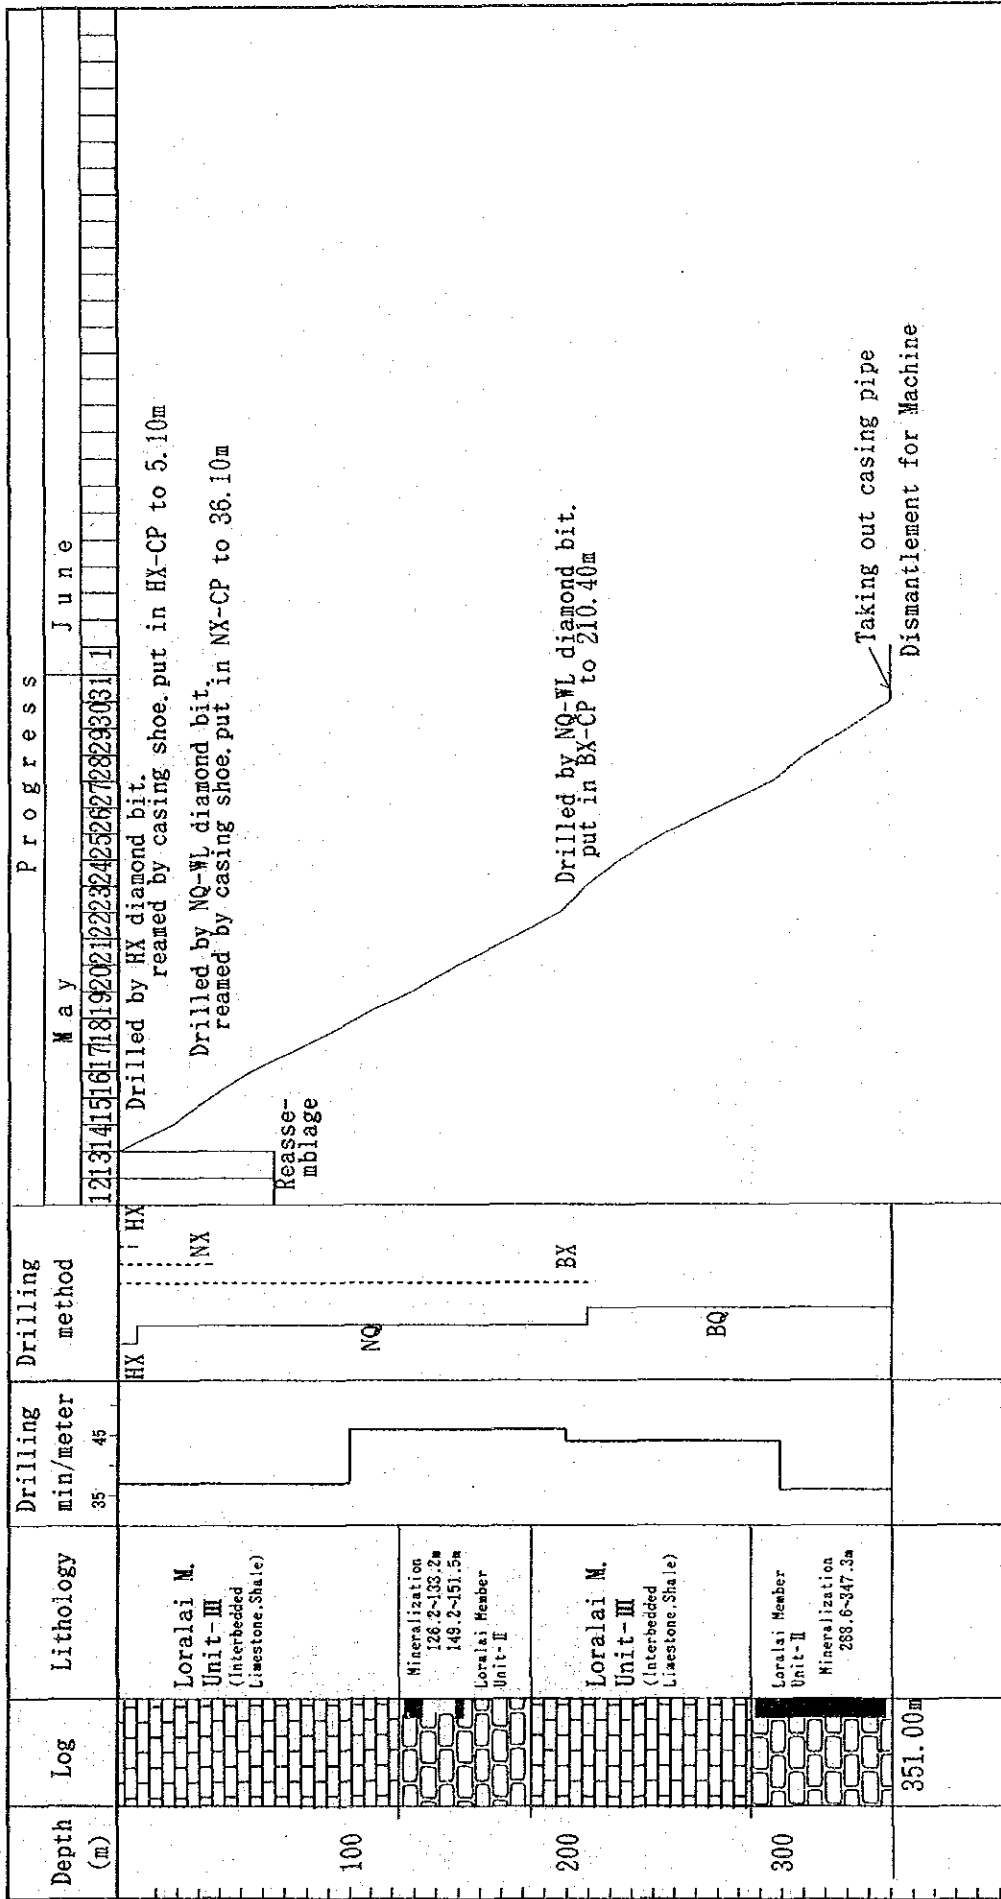 Depth
(m)
Log
Lithology
Drilling
min/meter
35 45
Drilling
method
Progress
May June
12 13 14 15 16 17 18 19 20 21 22 23 24 25 26 27 28 29 30 31 1
100
200
300
351.00m
Loralai M.
Unit-III
(Interbedded
Limestone.Shale)
Mineralization
126.2~133.2m
149.2~151.5m
Loralai Member
Unit-II
Loralai M.
Unit-III
(Interbedded
Limestone.Shale)
Loralai Member
Unit-II
Mineralization
288.6~347.3m
HX
NQ
BQ
HX
NX
BX
Reasse-
mblage
Drilled by HX diamond bit.
reamed by casing shoe.put in HX-CP to 5.10m
Drilled by NQ-WL diamond bit.
reamed by casing shoe.put in NX-CP to 36.10m
Drilled by NQ-WL diamond bit.
put in BX-CP to 210.40m
Taking out casing pipe
Dismantlement for Machine